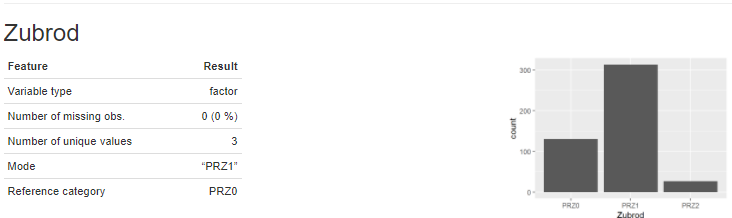 Zubrod
Feature Result
Variable type factor
Number of missing obs. 0 (0 %)
Number of unique values 3
Mode “PRZ1”
Reference category PRZ0
300
200
100
0
count
PRZ0 PRZ1 PRZ2
Zubrod